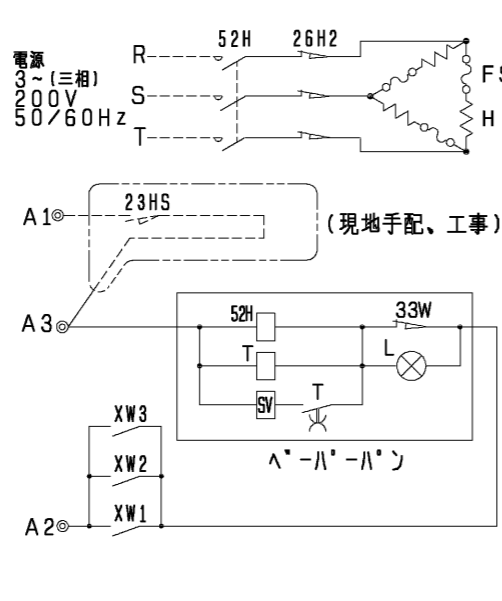 52H 26H2
電源
3~(三相)
200V
50/60Hz
R
S
T
FS
H
A1 23HS
(現地手配、工事)
A3
52H 33W
T L
SV T
ベーパーパン
XW3
XW2
XW1
A2